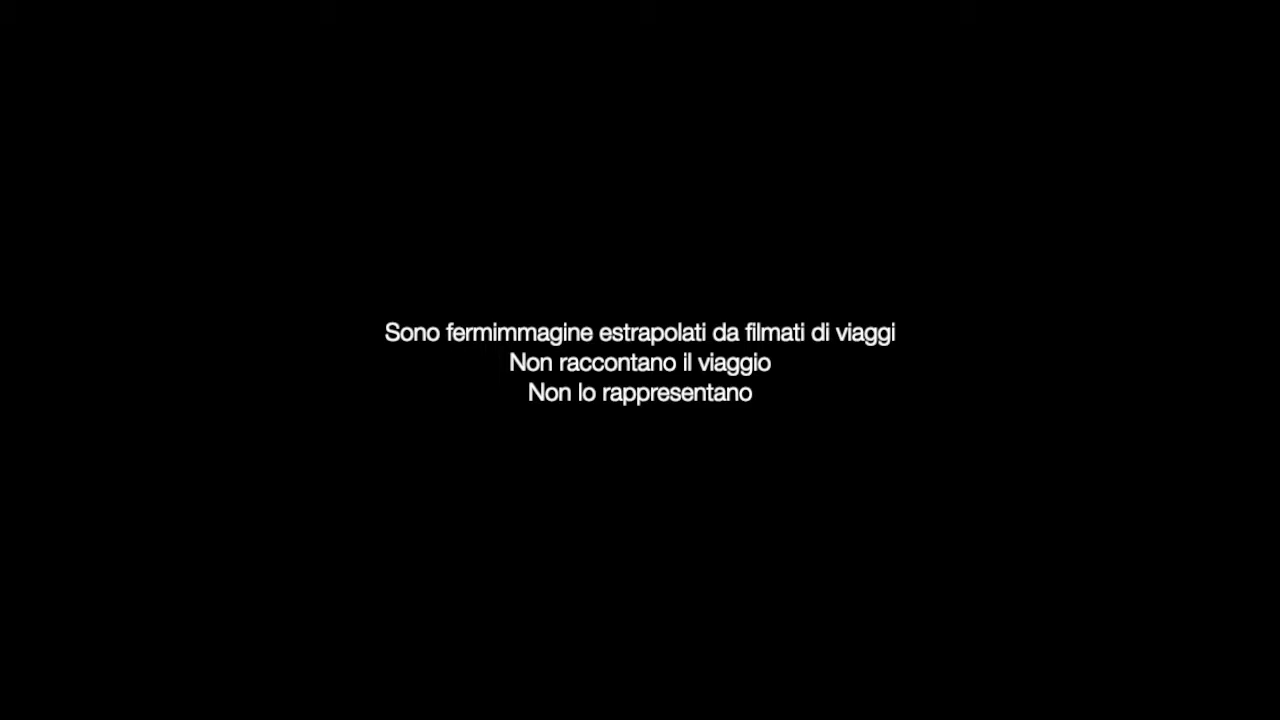 Sono fermimmagine estrapolati da filmati di viaggi
Non raccontano il viaggio
Non lo rappresentano